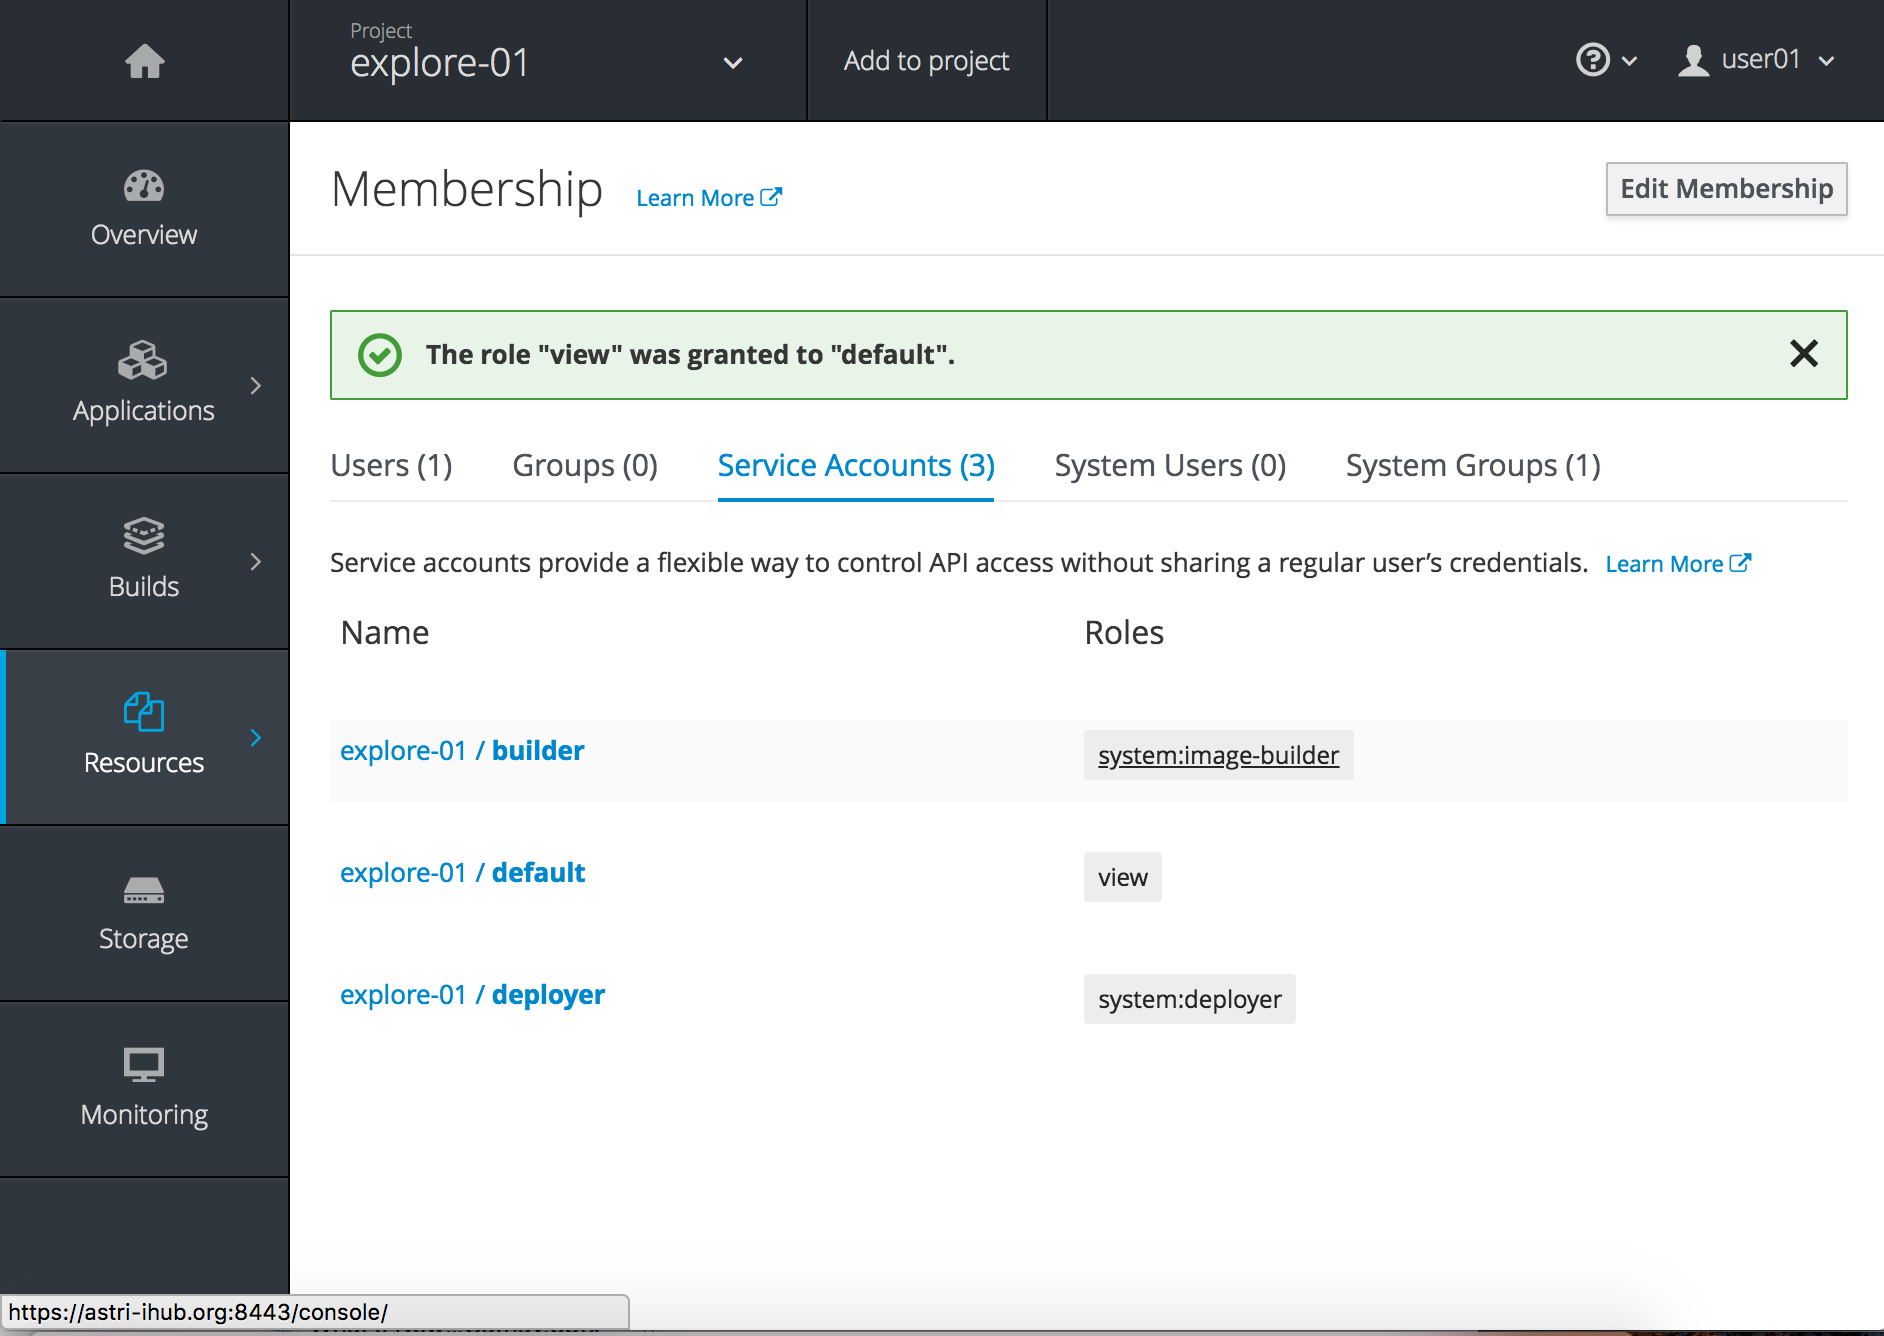 Project
explore-01
Add to project
user01
Overview
Applications
Builds
Resources
Storage
Monitoring
Membership Learn More
Edit Membership
The role "view" was granted to "default".
Users (1) Groups (0) Service Accounts (3) System Users (0) System Groups (1)
Service accounts provide a flexible way to control API access without sharing a regular user’s credentials. Learn More
Name Roles
explore-01 / builder system:image-builder
explore-01 / default view
explore-01 / deployer system:deployer
https://astri-ihub.org:8443/console/